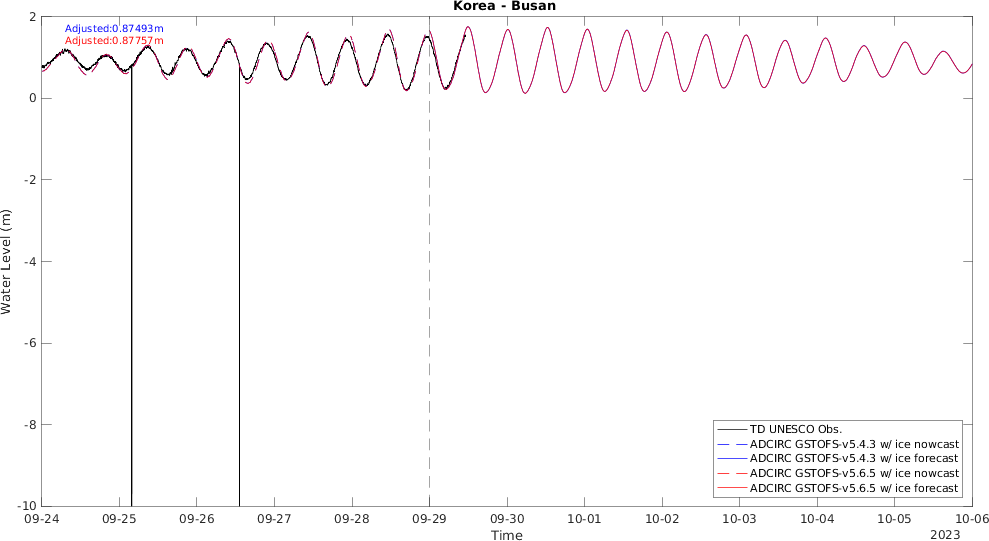 Korea - Busan
Adjusted:0.87493m
Adjusted:0.87757m
Water Level (m)
2
0
-2
-4
-6
-8
-10
TD UNESCO Obs.
ADCIRC GSTOFS-v5.4.3 w/ ice nowcast
ADCIRC GSTOFS-v5.4.3 w/ ice forecast
ADCIRC GSTOFS-v5.6.5 w/ ice nowcast
ADCIRC GSTOFS-v5.6.5 w/ ice forecast
09-24 09-25 09-26 09-27 09-28 09-29 09-30 10-01 10-02 10-03 10-04 10-05 10-06
Time
2023